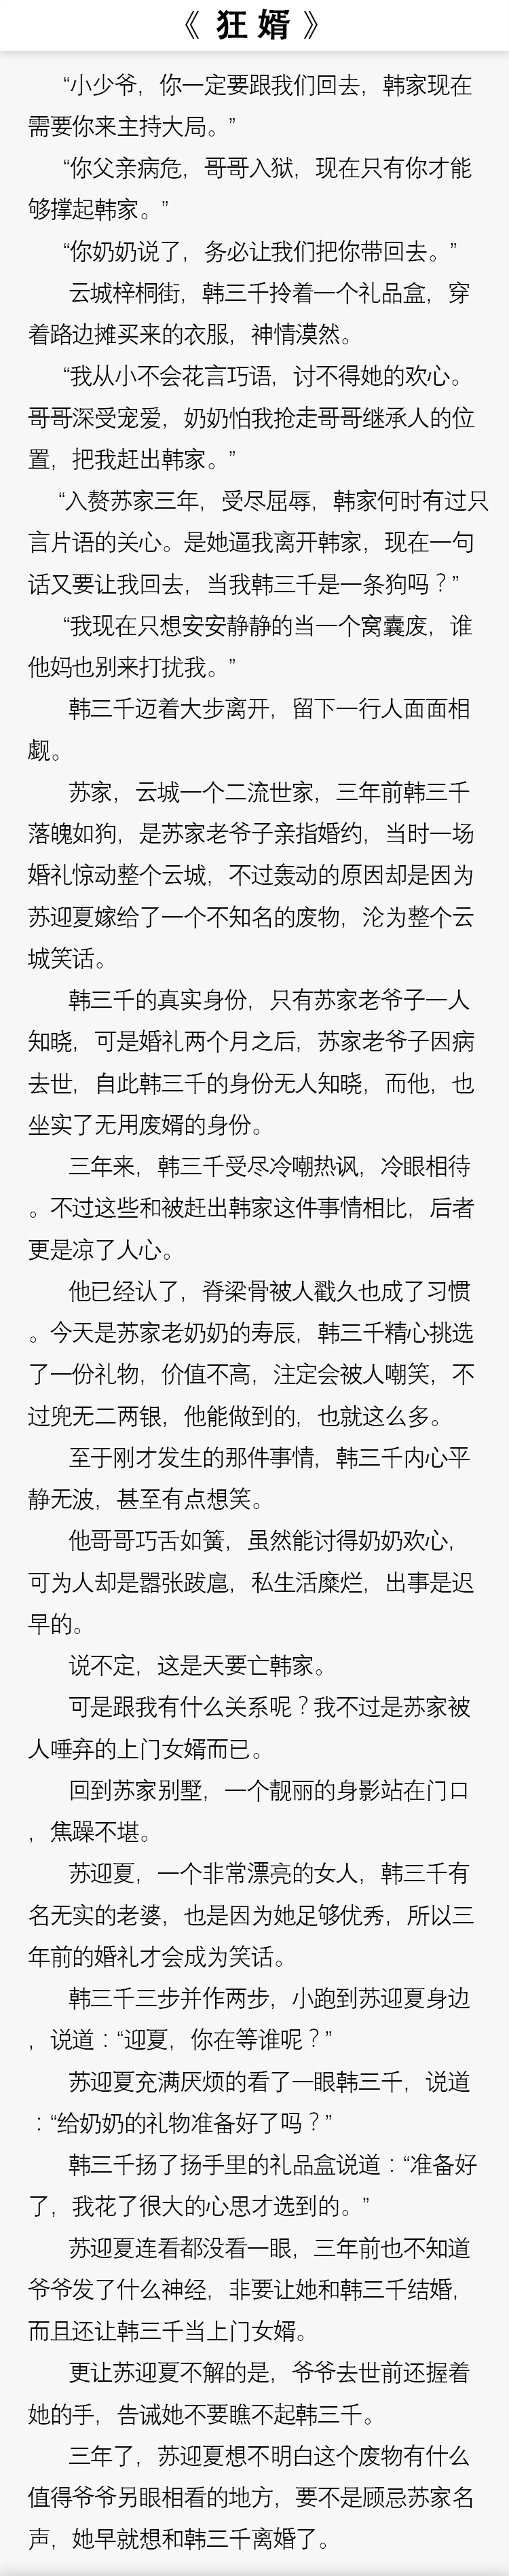 《 狂 婿 》
“小少爷，你一定要跟我们回去，韩家现在
需要你来主持大局。”
“你父亲病危，哥哥入狱，现在只有你才能
够撑起韩家。”
“你奶奶说了，务必让我们把你带回去。”
云城梓桐街，韩三千拎着一个礼品盒，穿
着路边摊买来的衣服，神情漠然。
“我从小不会花言巧语，讨不得她的欢心。
哥哥深受宠爱，奶奶怕我抢走哥哥继承人的位
置，把我赶出韩家。”
“入赘苏家三年，受尽屈辱，韩家何时有过只
言片语的关心。是她逼我离开韩家，现在一句
话又要让我回去，当我韩三千是一条狗吗？”
“我现在只想安安静静的当一个窝囊废，谁
他妈也别来打扰我。”
韩三千迈着大步离开，留下一行人面面相
觑。
苏家，云城一个二流世家，三年前韩三千
落魄如狗，是苏家老爷子亲指婚约，当时一场
婚礼惊动整个云城，不过轰动的原因却是因为
苏迎夏嫁给了一个不知名的废物，沦为整个云
城笑话。
韩三千的真实身份，只有苏家老爷子一人
知晓，可是婚礼两个月之后，苏家老爷子因病
去世，自此韩三千的身份无人知晓，而他，也
坐实了无用废婿的身份。
三年来，韩三千受尽冷嘲热讽，冷眼相待
。不过这些和被赶出韩家这件事情相比，后者
更是凉了人心。
他已经认了，脊梁骨被人戳久也成了习惯
。今天是苏家老奶奶的寿辰，韩三千精心挑选
了一份礼物，价值不高，注定会被人嘲笑，不
过兜无二两银，他能做到的，也就这么多。
至于刚才发生的那件事情，韩三千内心平
静无波，甚至有点想笑。
他哥哥巧舌如簧，虽然能讨得奶奶欢心，
可为人却是嚣张跋扈，私生活糜烂，出事是迟
早的。
说不定，这是天要亡韩家。
可是跟我有什么关系呢？我不过是苏家被
人唾弃的上门女婿而已。
回到苏家别墅，一个靓丽的身影站在门口
，焦躁不堪。
苏迎夏，一个非常漂亮的女人，韩三千有
名无实的老婆，也是因为她足够优秀，所以三
年前的婚礼才会成为笑话。
韩三千三步并作两步，小跑到苏迎夏身边
，说道：“迎夏，你在等谁呢？”
苏迎夏充满厌烦的看了一眼韩三千，说道
：“给奶奶的礼物准备好了吗？”
韩三千扬了扬手里的礼品盒说道：“准备好
了，我花了很大的心思才选到的。”
苏迎夏连看都没看一眼，三年前也不知道
爷爷发了什么神经，非要让她和韩三千结婚，
而且还让韩三千当上门女婿。
更让苏迎夏不解的是，爷爷去世前还握着
她的手，告诫她不要瞧不起韩三千。
三年了，苏迎夏想不明白这个废物有什么
值得爷爷另眼相看的地方，要不是顾忌苏家名
声，她早就想和韩三千离婚了。